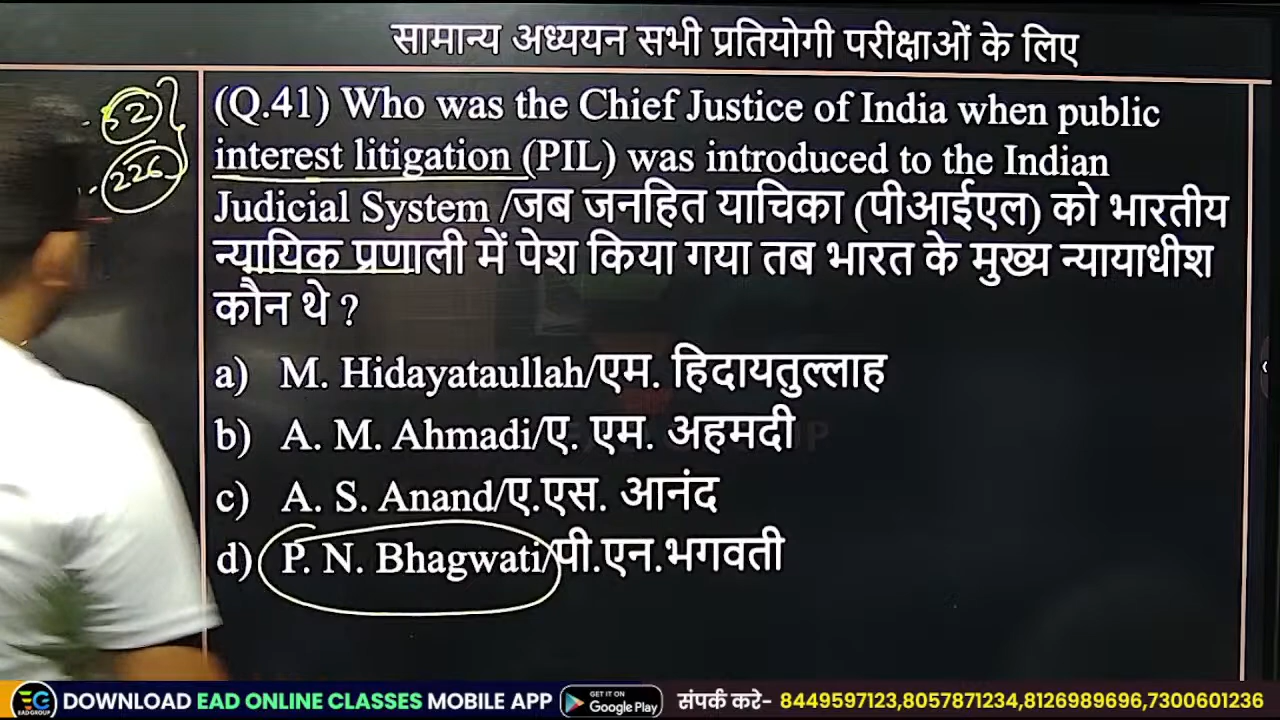 सामान्य अध्ययन सभी प्रतियोगी परीक्षाओं के लिए
32
226
(Q.41) Who was the Chief Justice of India when public
interest litigation (PIL) was introduced to the Indian
Judicial System /जब जनहित याचिका (पीआईएल) को भारतीय
न्यायिक प्रणाली में पेश किया गया तब भारत के मुख्य न्यायाधीश
कौन थे ?
a) M. Hidayataullah/एम. हिदायतुल्लाह
b) A. M. Ahmadi/ए. एम. अहमदी
c) A. S. Anand/ए.एस. आनंद
d) P. N. Bhagwati/पी.एन.भगवती
EAD GROUP DOWNLOAD EAD ONLINE CLASSES MOBILE APP GET IT ON Google Play संपर्क करे- 8449597123,8057871234,8126989696,7300601236